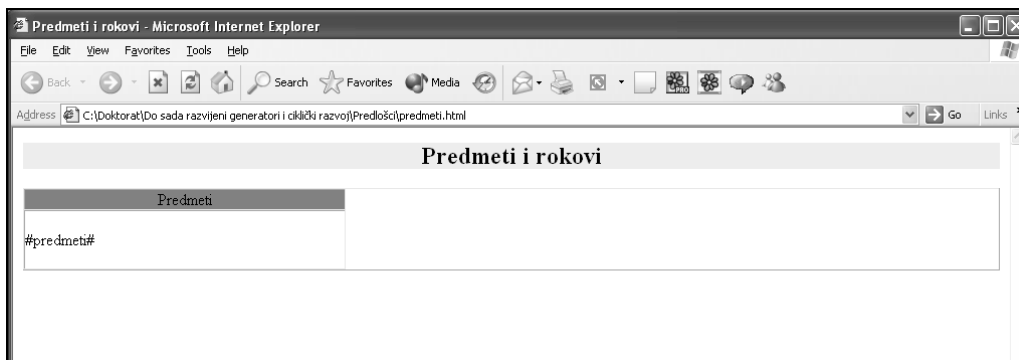 Predmeti i rokovi - Microsoft Internet Explorer
File Edit View Favorites Tools Help
Back Search Favorites Media
Address C:\Doktorat\Do sada razvijeni generatori i ciklički razvoj\Predlošci\predmeti.html Go Links
Predmeti i rokovi
Predmeti
#predmeti#